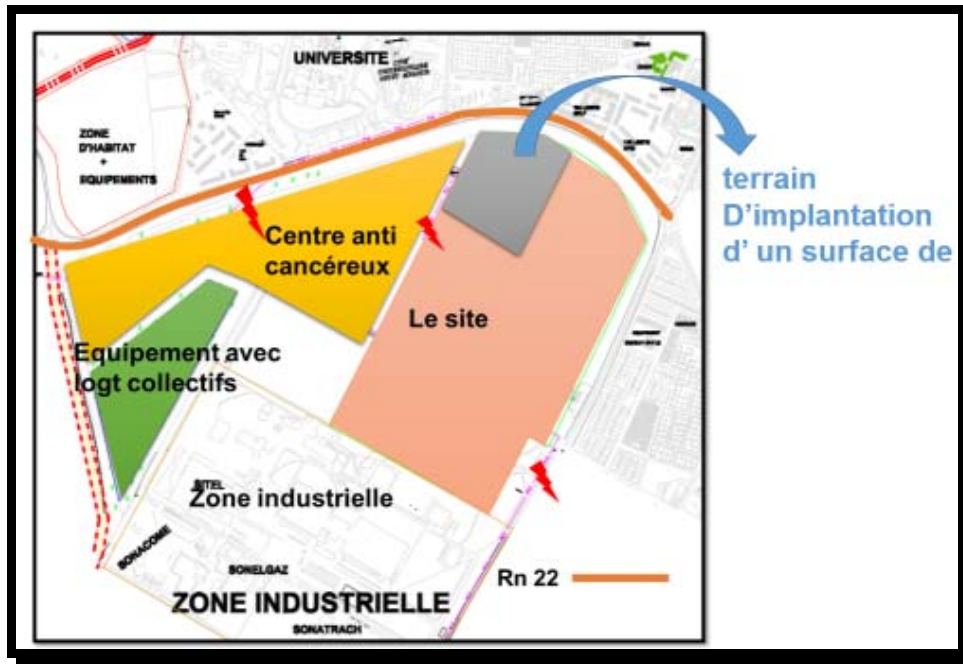 UNIVERSITE
ZONE
D'HABITAT
+
EQUIPEMENTS
terrain
D'implantation
d' un surface de
Centre anti
cancéreux
Le site
Equipement avec
logt collectifs
SITEL
Zone industrielle
SONACOME
SONELGAZ
Rn 22
ZONE INDUSTRIELLE
SONATRACH